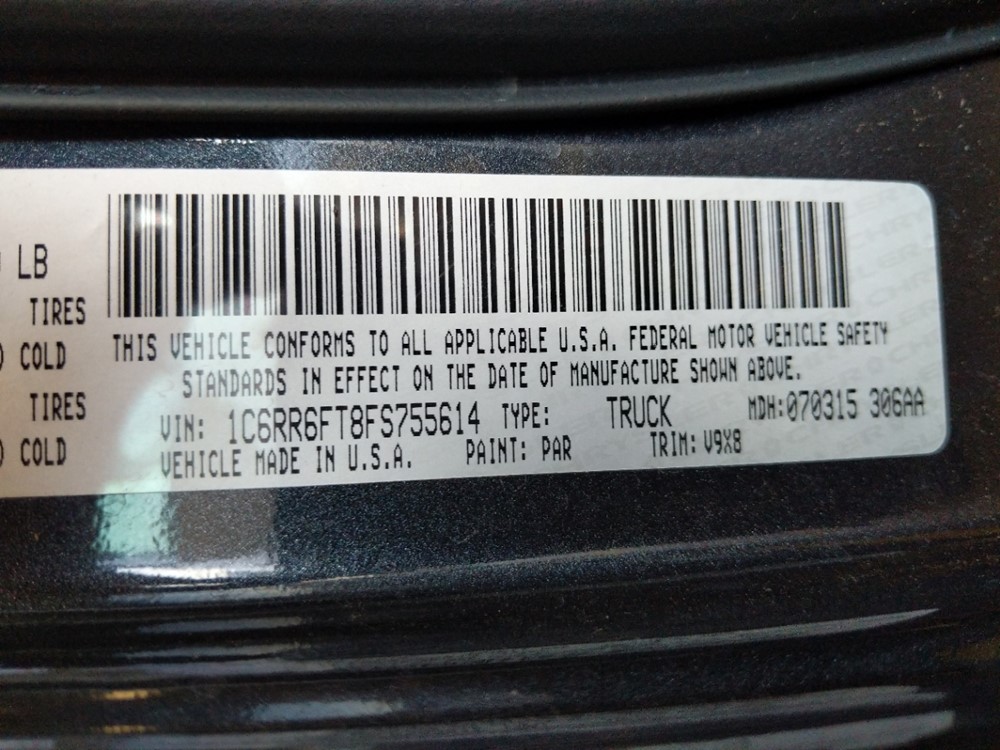 LB
TIRES
COLD
TIRES
COLD
THIS VEHICLE CONFORMS TO ALL APPLICABLE U.S.A. FEDERAL MOTOR VEHICLE SAFETY
STANDARDS IN EFFECT ON THE DATE OF MANUFACTURE SHOWN ABOVE.
VIN: 1C6RR6FT8FS755614 TYPE: TRUCK MDH:070315 306AA
VEHICLE MADE IN U.S.A. PAINT: PAR TRIM: V9X8